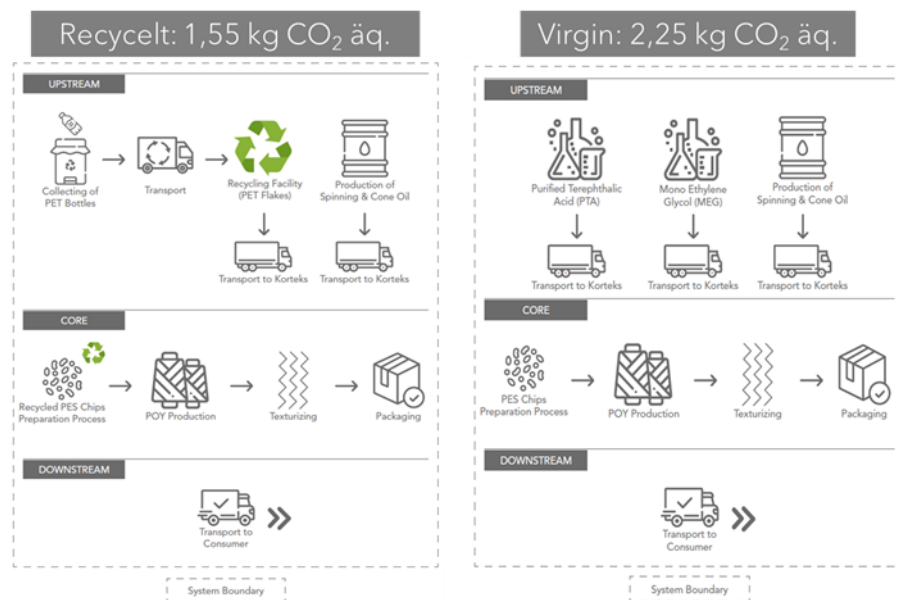 Recycelt: 1,55 kg CO₂ äq.
UPSTREAM
Collecting of
PET Bottles
Transport
Recycling Facility
(PET Flakes)
Production of
Spinning & Cone Oil
Transport to Korteks
Transport to Korteks
CORE
Recycled PES Chips
Preparation Process
POY Production
Texturizing
Packaging
DOWNSTREAM
Transport to
Consumer
System Boundary
Virgin: 2,25 kg CO₂ äq.
UPSTREAM
Purified Terephthalic
Acid (PTA)
Mono Ethylene
Glycol (MEG)
Production of
Spinning & Cone Oil
Transport to Korteks
Transport to Korteks
Transport to Korteks
CORE
PES Chips
Preparation Process
POY Production
Texturizing
Packaging
DOWNSTREAM
Transport to
Consumer
System Boundary